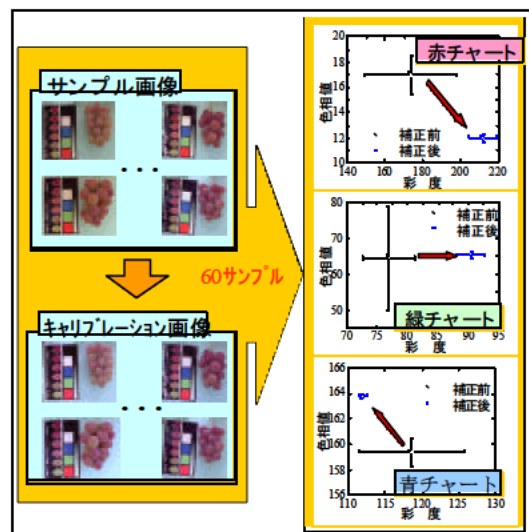 サンプル画像
・・・
・・・
60サンプル
キャリブレーション画像
・・・
・・・
赤チャート
色相値
20
18
16
14
12
10
補正前
補正後
140 160 180 200 220
彩 度
色相値
90
80
70
60
50
補正前
補正後
緑チャート
70 75 80 85 90 95
彩 度
色相値
166
164
162
160
158
156
補正前
補正後
青チャート
110 115 120 125 130
彩 度